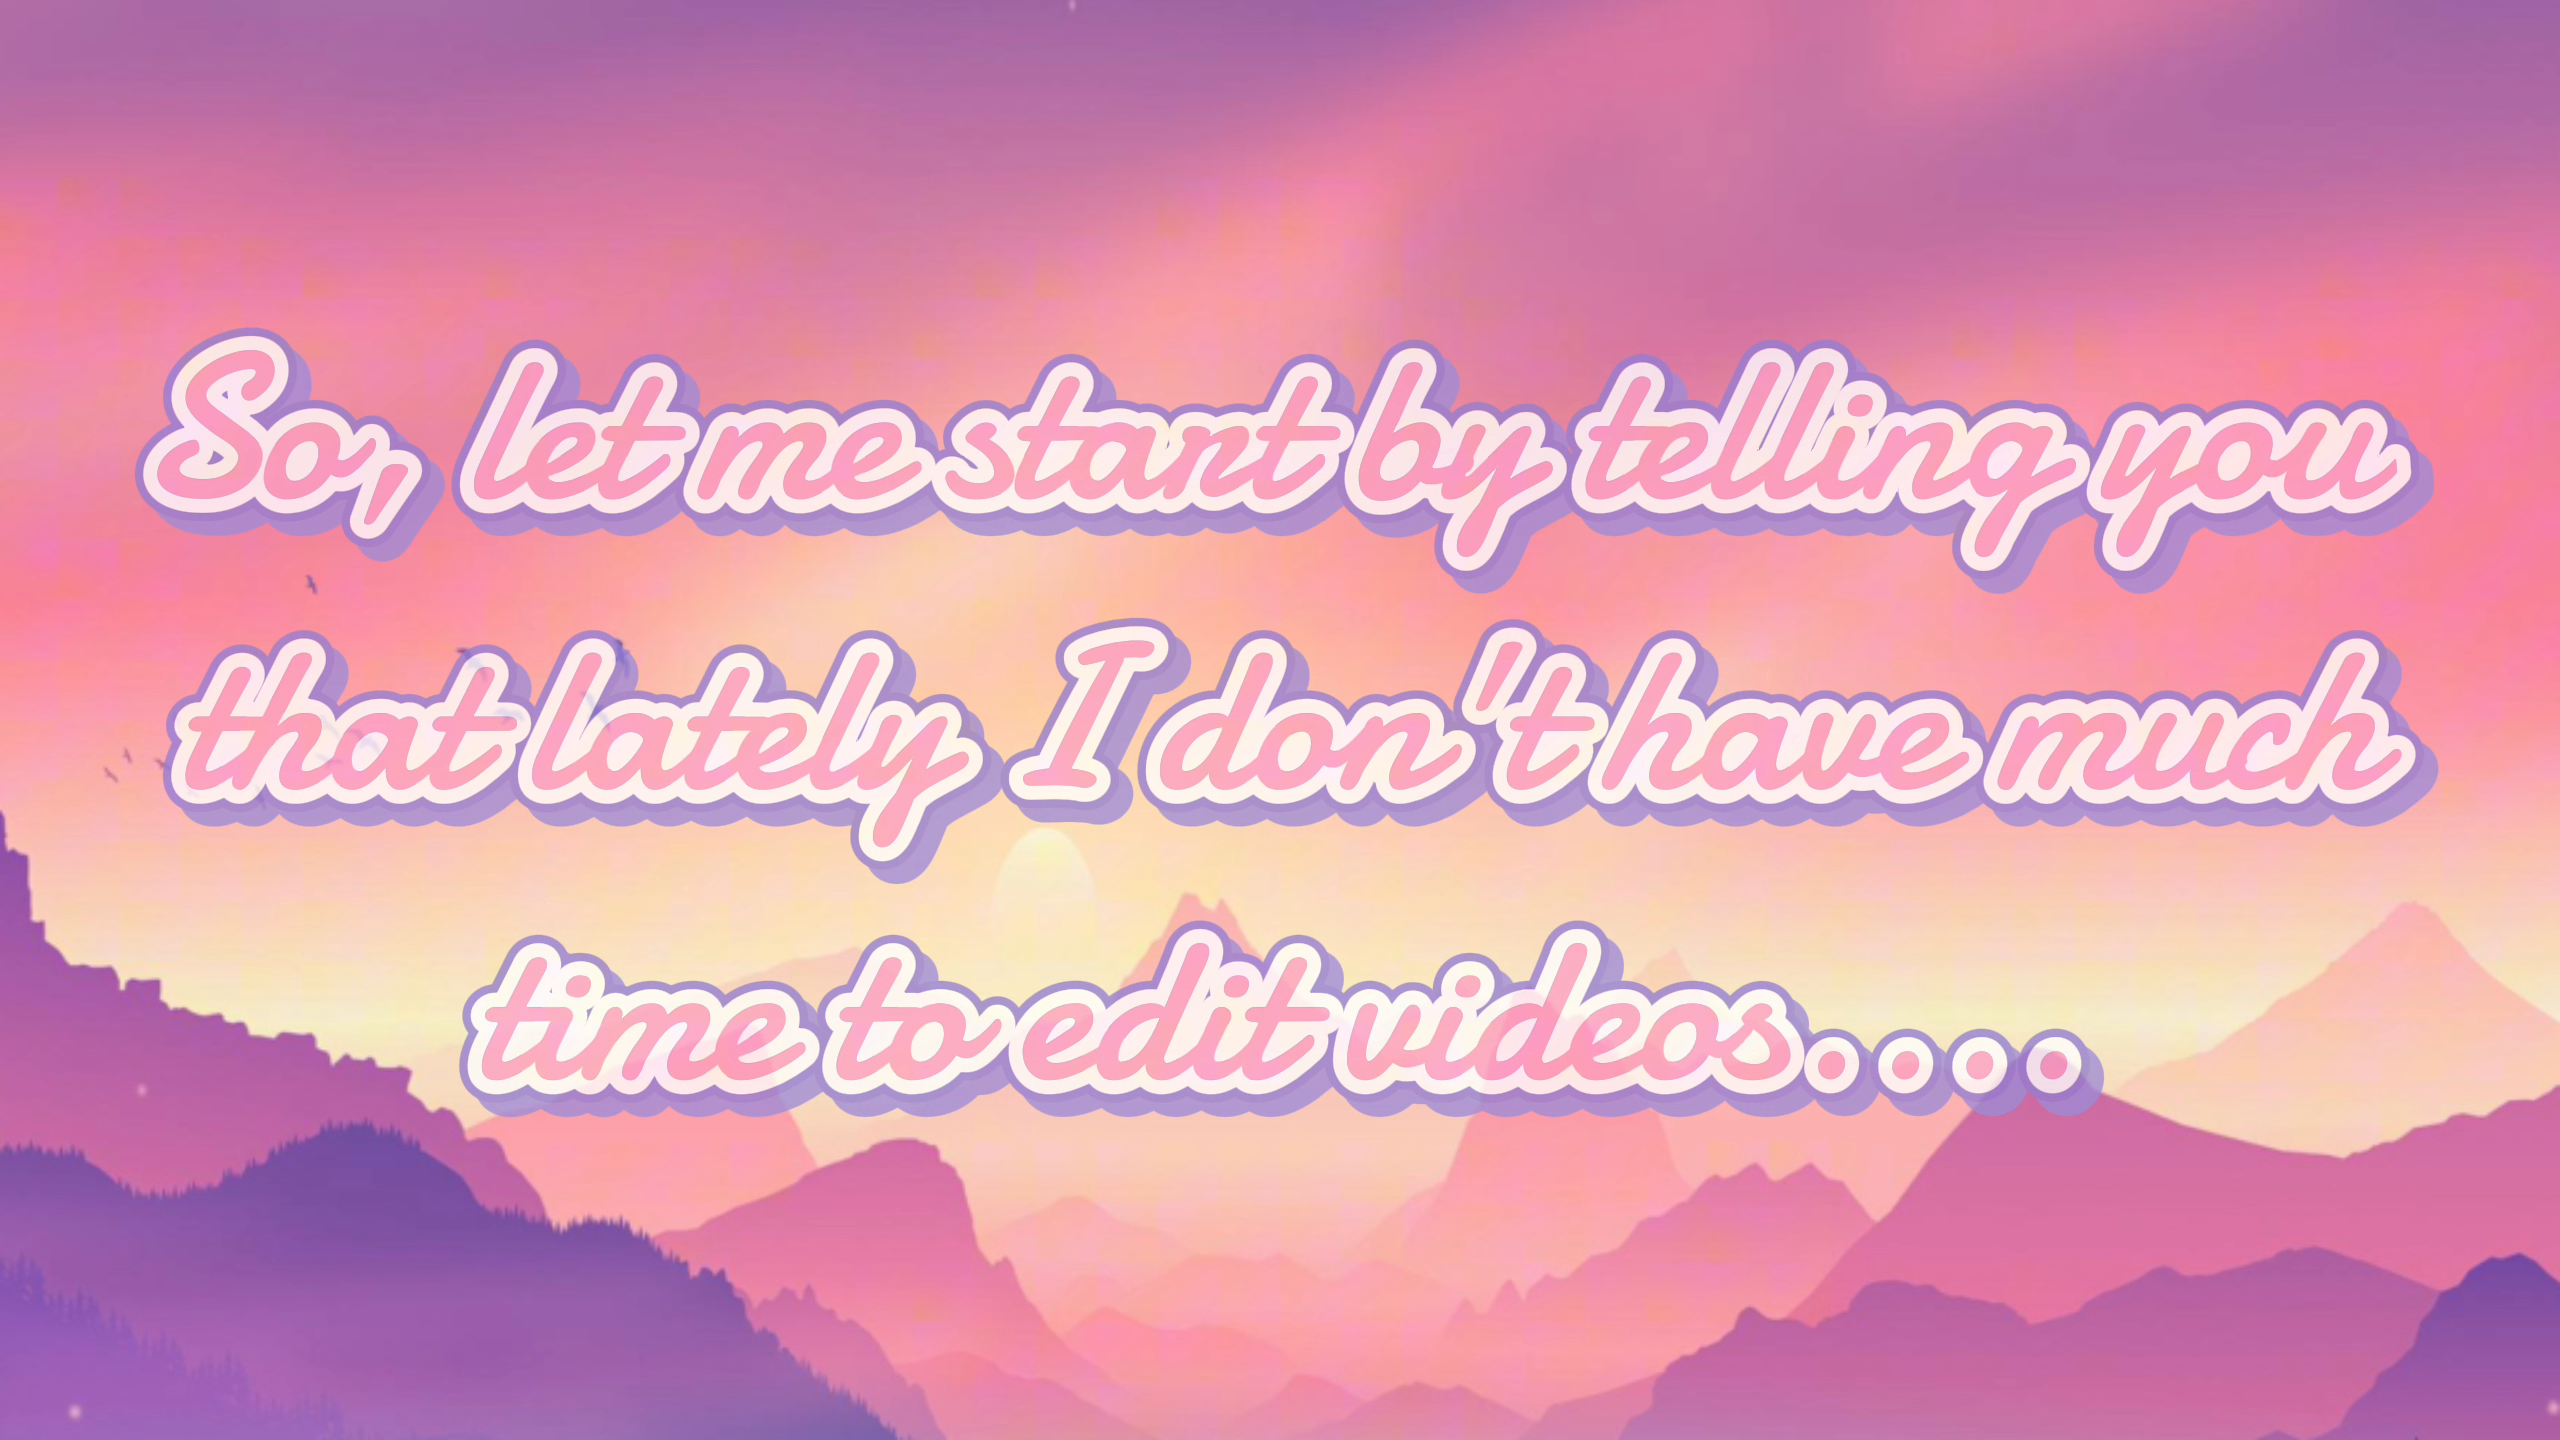 So, let me start by telling you
that lately I don't have much
time to edit videos....